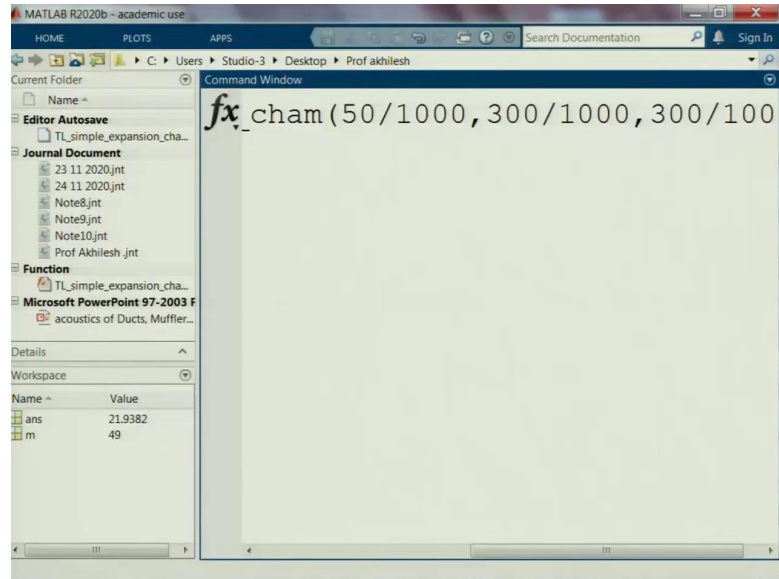 MATLAB R2020b - academic use
HOME PLOTS APPS Search Documentation Sign In
C: Users Studio-3 Desktop Prof akhilesh
Current Folder
Name
Editor Autosave
TL_simple_expansion_cha...
Journal Document
23 11 2020.jnt
24 11 2020.jnt
Note8.jnt
Note9.jnt
Note10.jnt
Prof Akhilesh .jnt
Function
TL_simple_expansion_cha...
Microsoft PowerPoint 97-2003 F
acoustics of Ducts, Muffler...
Details
Workspace
Name Value
ans 21.9382
m 49
Command Window
fx _cham(50/1000,300/1000,300/100